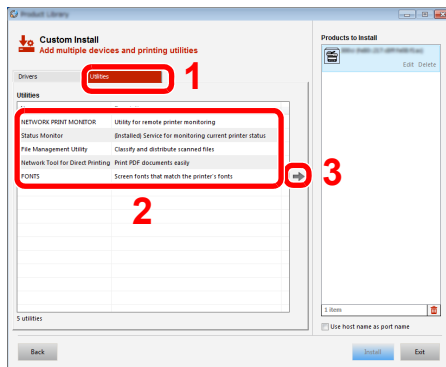 Product Library
Custom Install
Add multiple devices and printing utilities
Products to Install
Edit Delete
Drivers
Utilities
1
Utilities
NETWORK PRINT MONITOR Utility for remote printer monitoring
Status Monitor (Installed) Service for monitoring current printer status
File Management Utility Classify and distribute scanned files
Network Tool for Direct Printing Print PDF documents easily
FONTS Screen fonts that match the printer's fonts
3
2
1 item
5 utilities
Use host name as port name
Back
Install
Exit